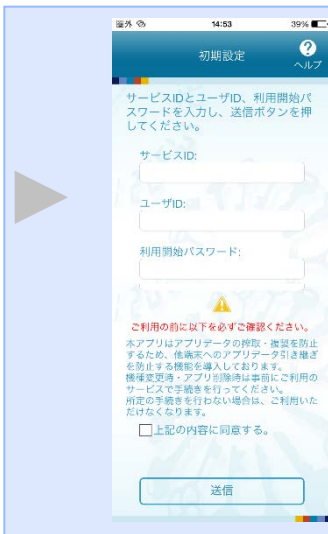 圏外 14:53 39%
初期設定
ヘルプ
サービスIDとユーザID、利用開始パ
スワードを入力し、送信ボタンを押
してください。
サービスID:
ユーザID:
利用開始パスワード:
ご利用の前に以下を必ずご確認ください。
本アプリはアプリデータの搾取・複製を防止
するため、他端末へのアプリデータ引き継ぎ
を防止する機能を導入しております。
機種変更時・アプリ削除時は事前にご利用の
サービスで手続きを行ってください。
所定の手続きを行わない場合は、ご利用いた
だけなくなります。
上記の内容に同意する。
送信